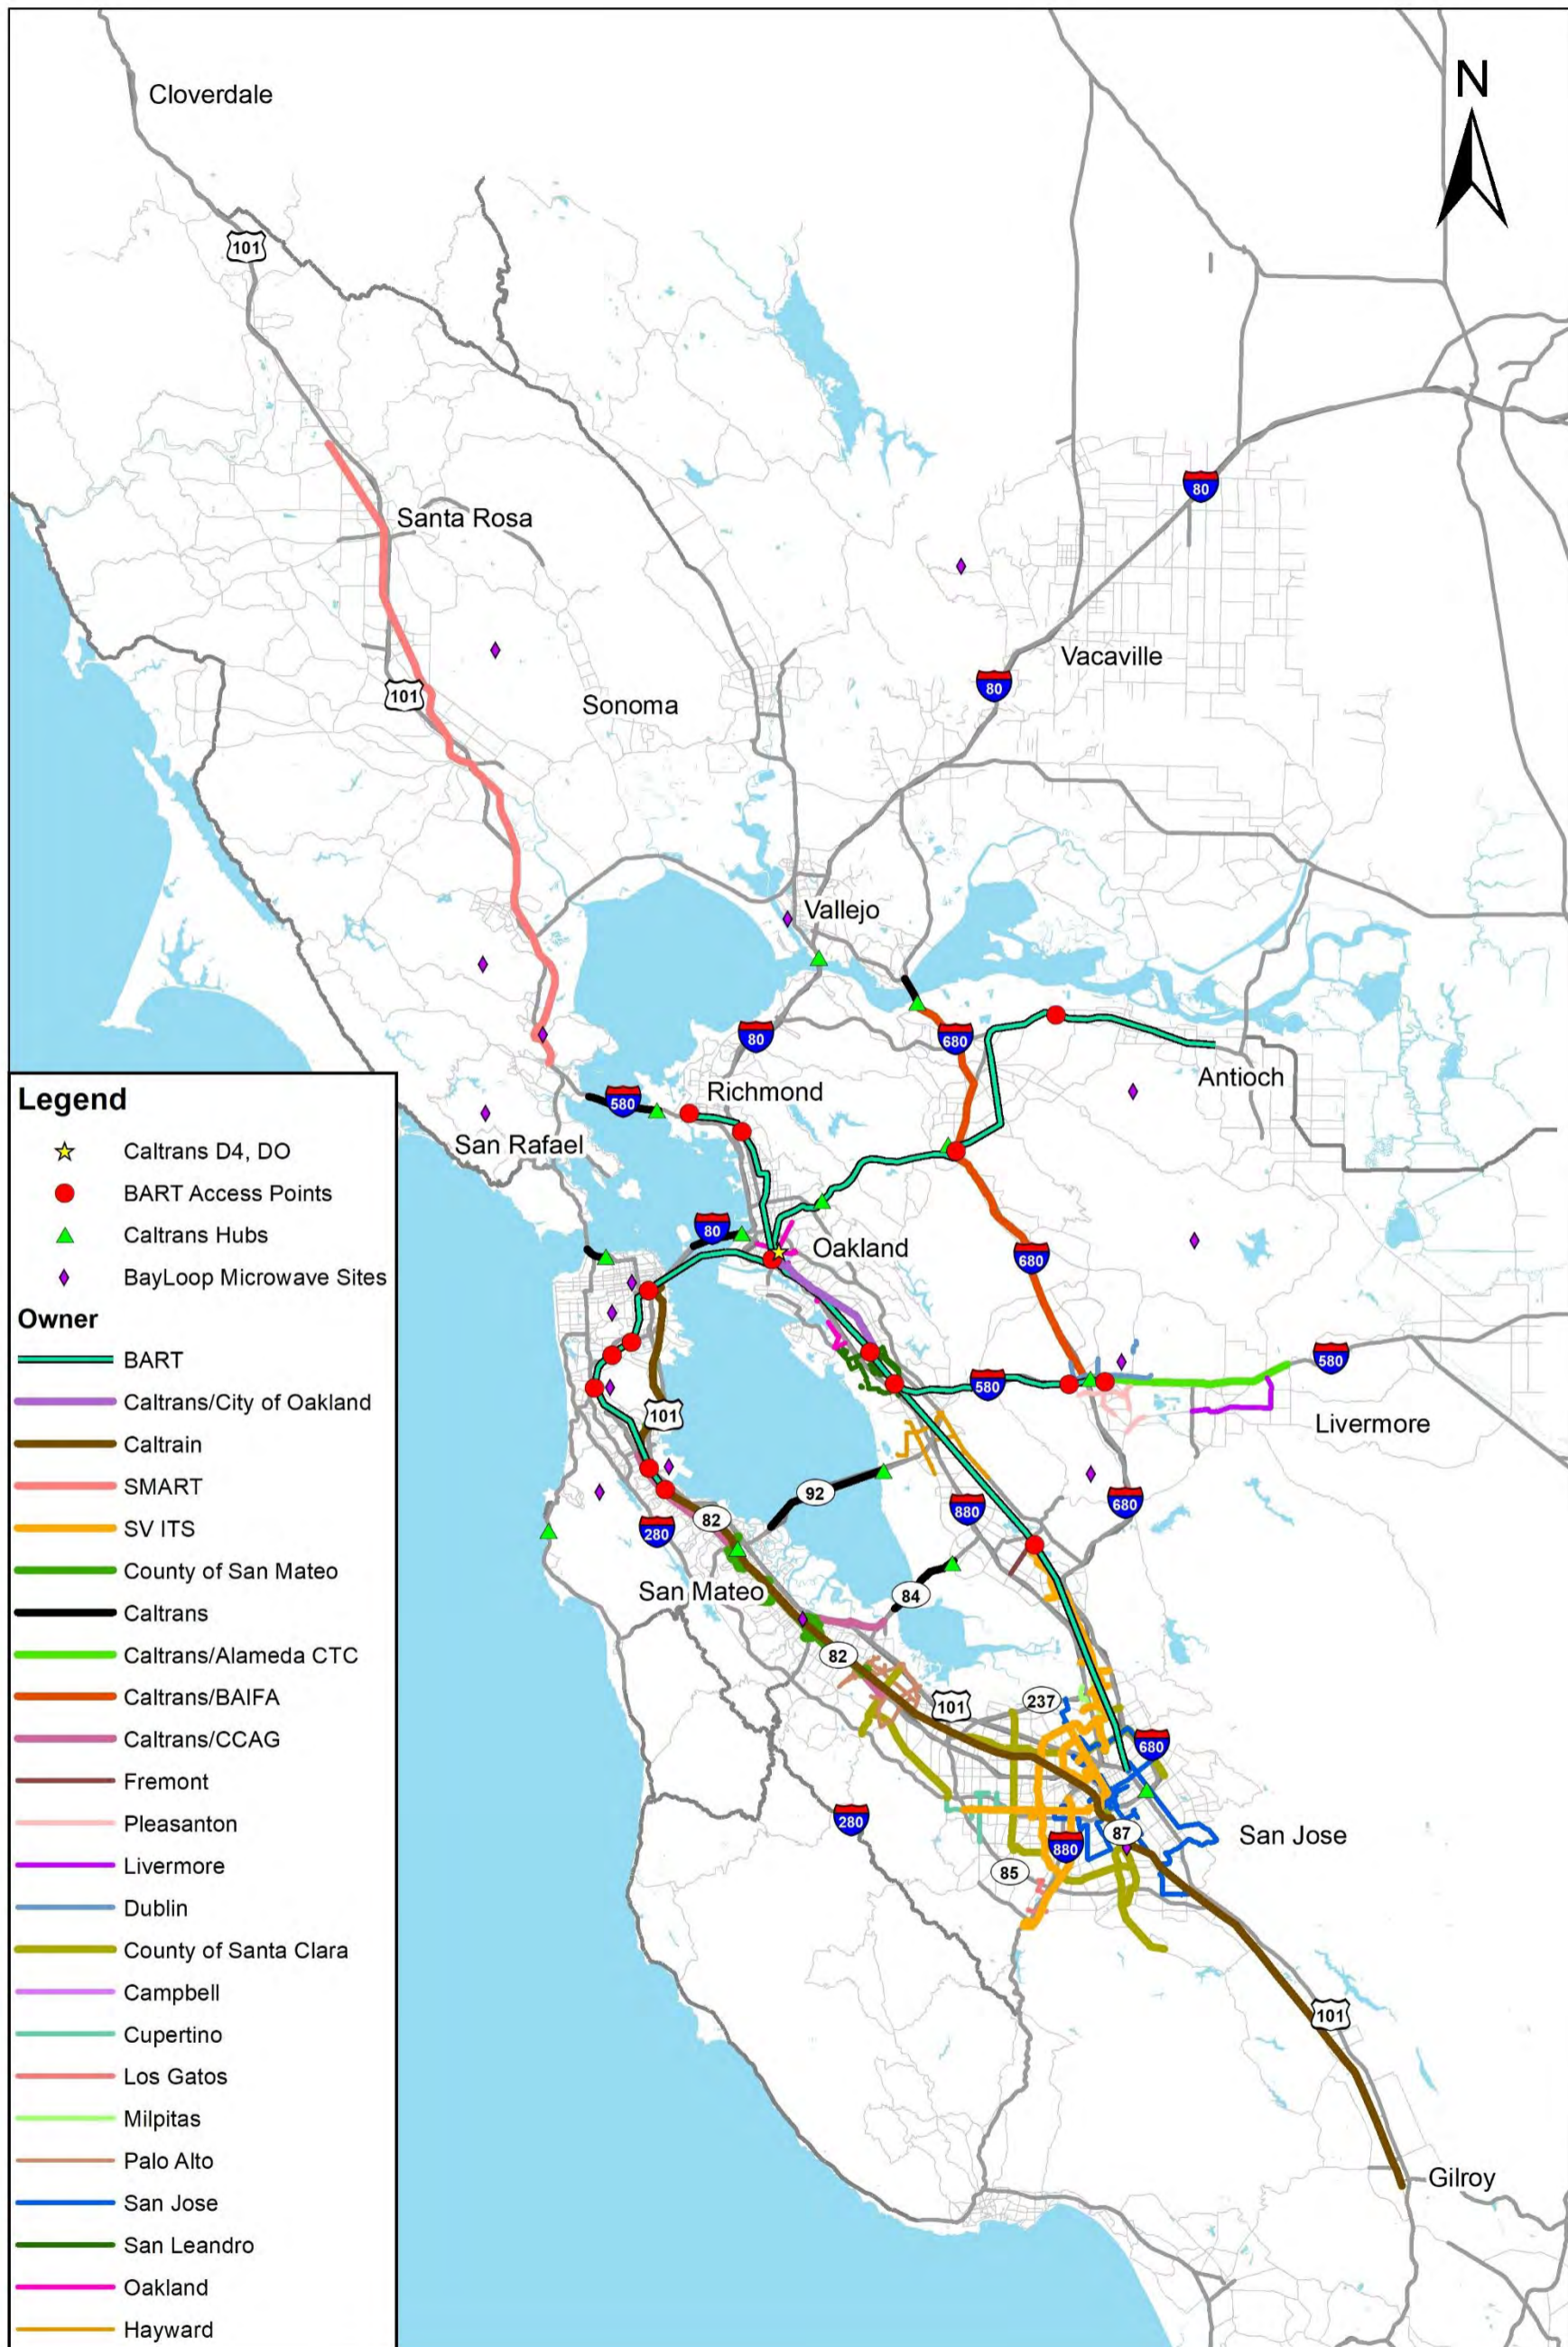 N
Cloverdale
101
80
Santa Rosa
Vacaville
80
101
Sonoma
Vallejo
80
680
Antioch
Richmond
580
San Rafael
80
Oakland
680
580
580
Livermore
101
92
680
880
82
280
San Mateo
84
82
101
237
680
280
87
San Jose
880
85
101
Gilroy
Legend
Caltrans D4, DO
BART Access Points
Caltrans Hubs
BayLoop Microwave Sites
Owner
BART
Caltrans/City of Oakland
Caltrain
SMART
SV ITS
County of San Mateo
Caltrans
Caltrans/Alameda CTC
Caltrans/BAIFA
Caltrans/CCAG
Fremont
Pleasanton
Livermore
Dublin
County of Santa Clara
Campbell
Cupertino
Los Gatos
Milpitas
Palo Alto
San Jose
San Leandro
Oakland
Hayward